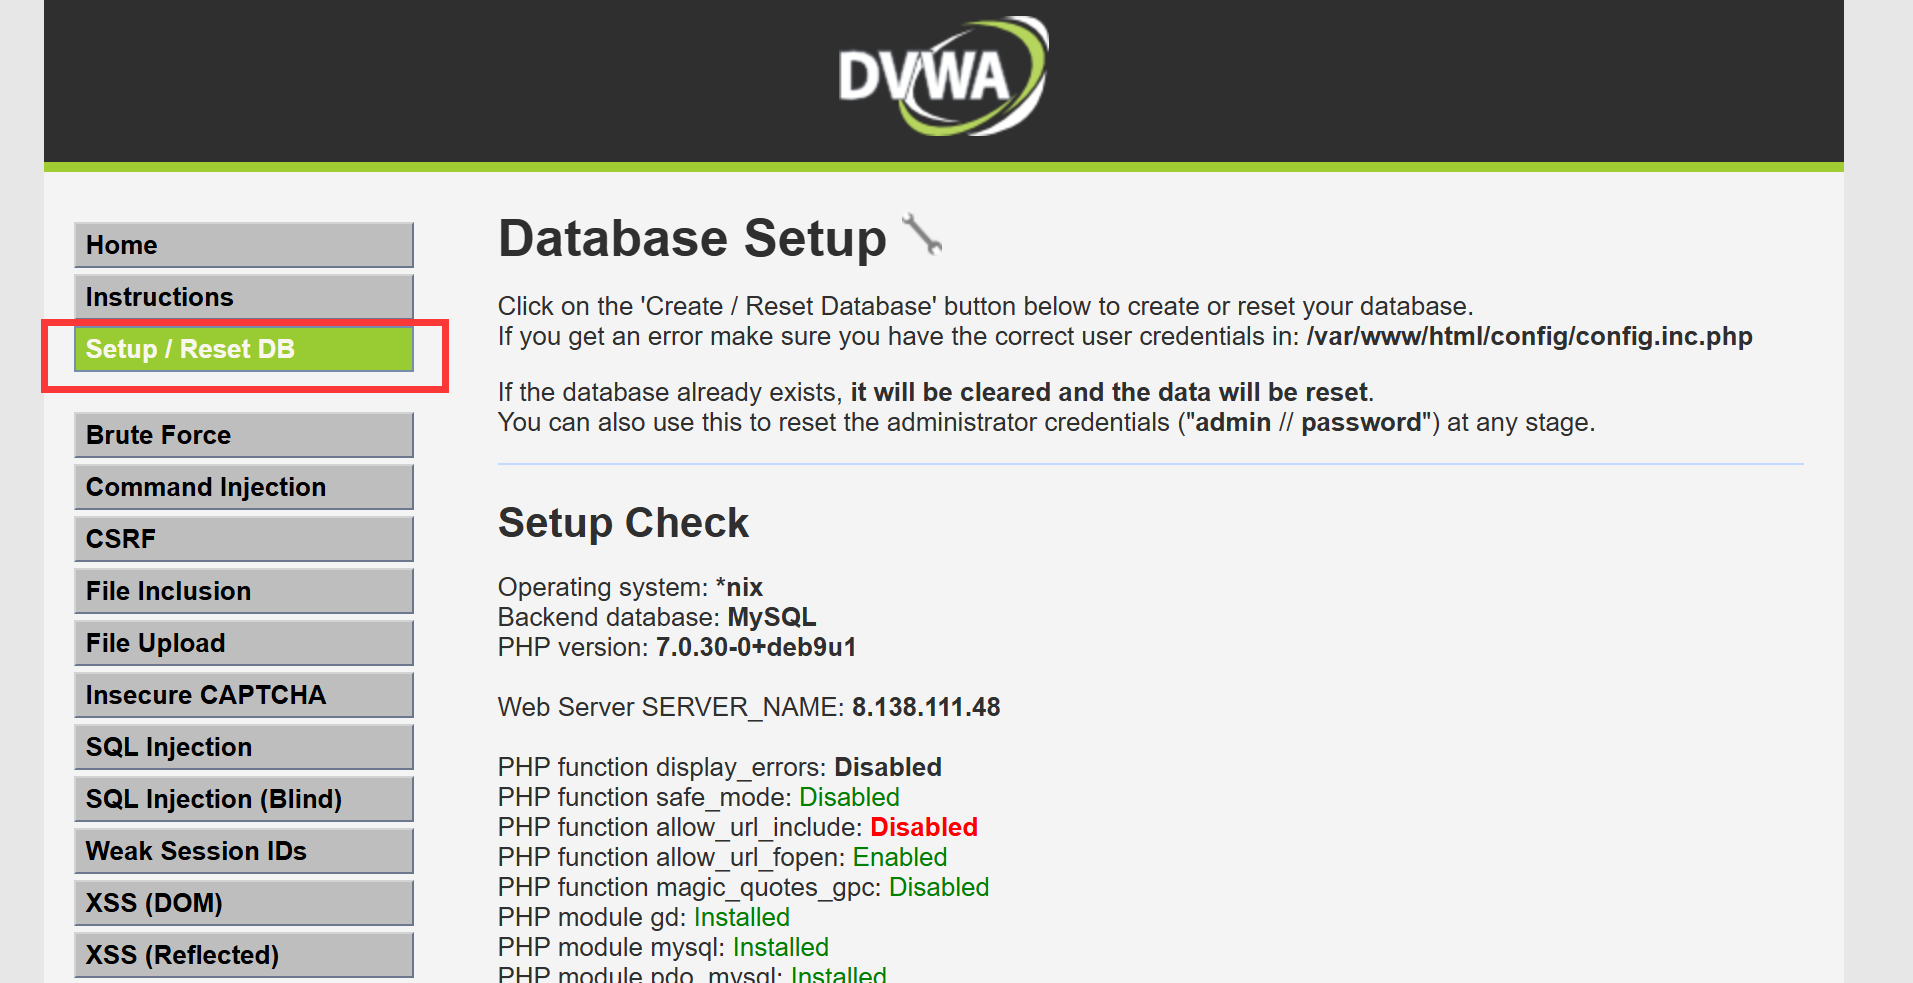 DVWA
Home
Instructions
Setup / Reset DB
Brute Force
Command Injection
CSRF
File Inclusion
File Upload
Insecure CAPTCHA
SQL Injection
SQL Injection (Blind)
Weak Session IDs
XSS (DOM)
XSS (Reflected)
Database Setup
Click on the 'Create / Reset Database' button below to create or reset your database.
If you get an error make sure you have the correct user credentials in: /var/www/html/config/config.inc.php
If the database already exists, it will be cleared and the data will be reset.
You can also use this to reset the administrator credentials ("admin // password") at any stage.
Setup Check
Operating system: *nix
Backend database: MySQL
PHP version: 7.0.30-0+deb9u1
Web Server SERVER_NAME: 8.138.111.48
PHP function display_errors: Disabled
PHP function safe_mode: Disabled
PHP function allow_url_include: Disabled
PHP function allow_url_fopen: Enabled
PHP function magic_quotes_gpc: Disabled
PHP module gd: Installed
PHP module mysql: Installed
PHP module pdo_mysql: Installed